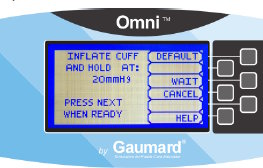 Omni™
INFLATE CUFF
AND HOLD AT:
20mmHg
PRESS NEXT
WHEN READY
DEFAULT
WAIT
CANCEL
HELP
by Gaumard®